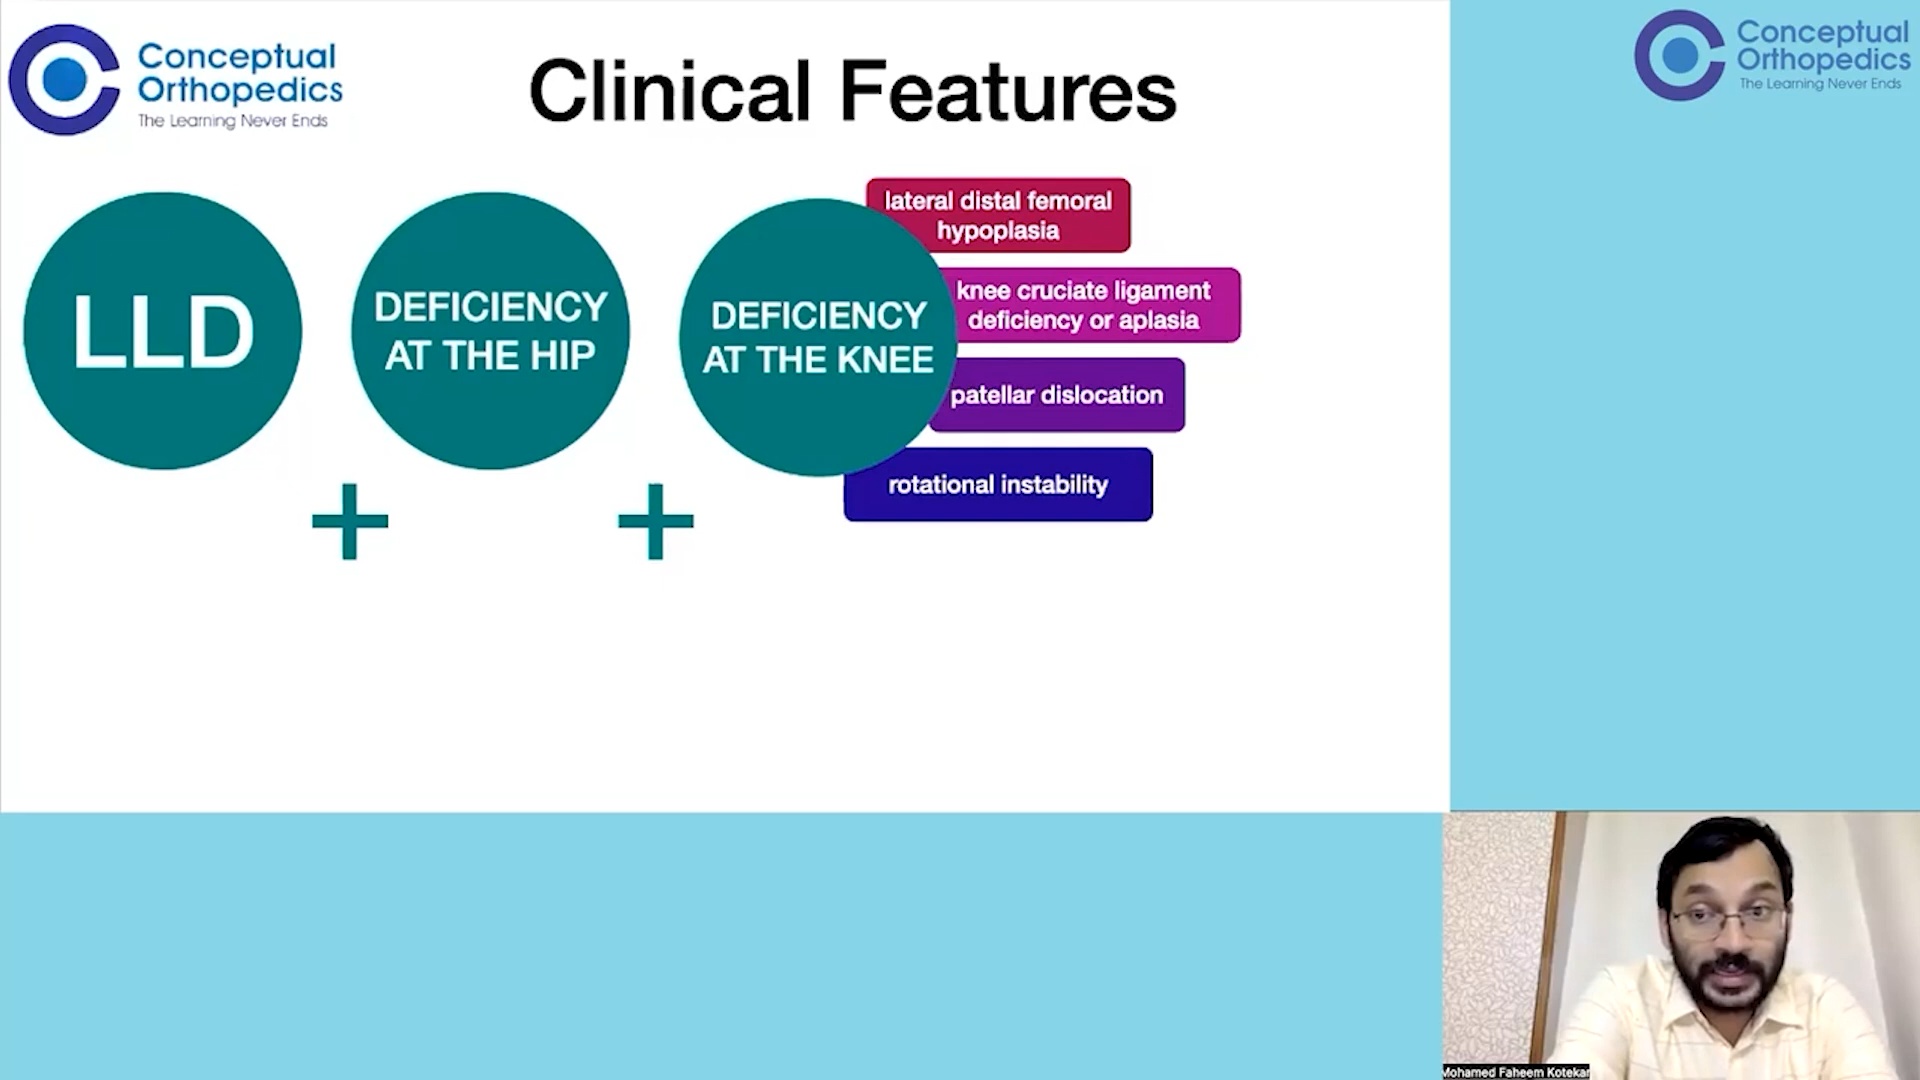 Conceptual
Orthopedics
The Learning Never Ends
Clinical Features
Conceptual
Orthopedics
The Learning Never Ends
LLD
DEFICIENCY
AT THE HIP
DEFICIENCY
AT THE KNEE
lateral distal femoral
hypoplasia
knee cruciate ligament
deficiency or aplasia
patellar dislocation
rotational instability
+
+
Mohamed Faheem Kotekar